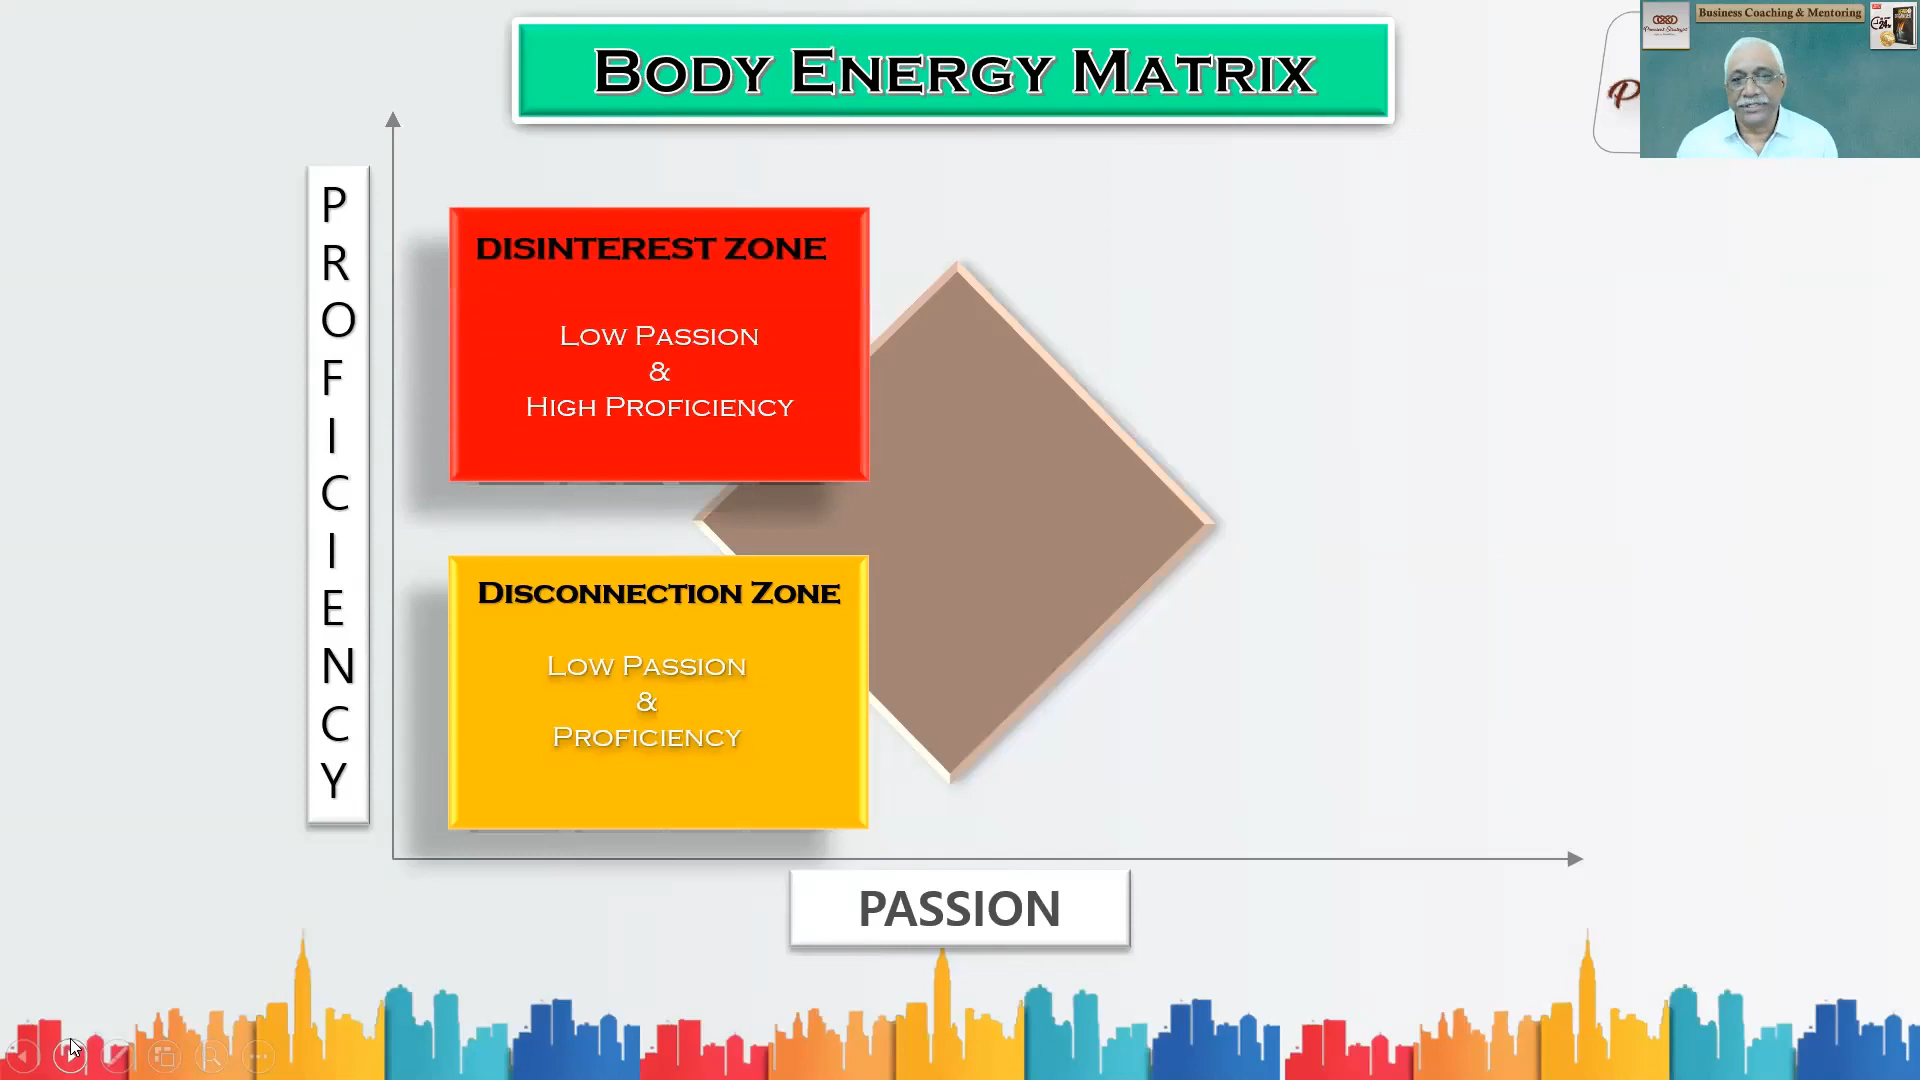 BODY ENERGY MATRIX
Business Coaching & Mentoring
P
R
O
F
I
C
I
E
N
C
Y
DISINTEREST ZONE
LOW PASSION
&
HIGH PROFICIENCY
DISCONNECTION ZONE
LOW PASSION
&
PROFICIENCY
PASSION